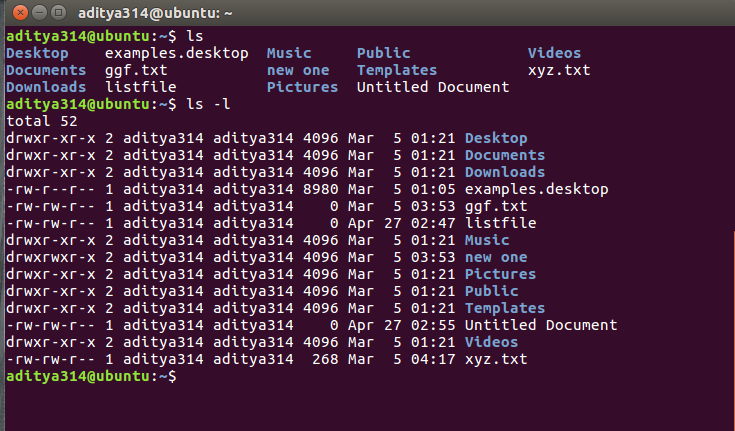 aditya314@ubuntu: ~
aditya314@ubuntu:~$ ls
Desktop    examples.desktop  Music     Public             Videos
Documents  ggf.txt           new one   Templates          xyz.txt
Downloads  listfile          Pictures  Untitled Document
aditya314@ubuntu:~$ ls -l
total 52
drwxr-xr-x 2 aditya314 aditya314 4096 Mar  5 01:21 Desktop
drwxr-xr-x 2 aditya314 aditya314 4096 Mar  5 01:21 Documents
drwxr-xr-x 2 aditya314 aditya314 4096 Mar  5 01:21 Downloads
-rw-r--r-- 1 aditya314 aditya314 8980 Mar  5 01:05 examples.desktop
-rw-rw-r-- 1 aditya314 aditya314    0 Mar  5 03:53 ggf.txt
-rw-rw-r-- 1 aditya314 aditya314    0 Apr 27 02:47 listfile
drwxr-xr-x 2 aditya314 aditya314 4096 Mar  5 01:21 Music
drwxrwxr-x 2 aditya314 aditya314 4096 Mar  5 03:53 new one
drwxr-xr-x 2 aditya314 aditya314 4096 Mar  5 01:21 Pictures
drwxr-xr-x 2 aditya314 aditya314 4096 Mar  5 01:21 Public
drwxr-xr-x 2 aditya314 aditya314 4096 Mar  5 01:21 Templates
-rw-rw-r-- 1 aditya314 aditya314    0 Apr 27 02:55 Untitled Document
drwxr-xr-x 2 aditya314 aditya314 4096 Mar  5 01:21 Videos
-rw-rw-r-- 1 aditya314 aditya314  268 Mar  5 04:17 xyz.txt
aditya314@ubuntu:~$